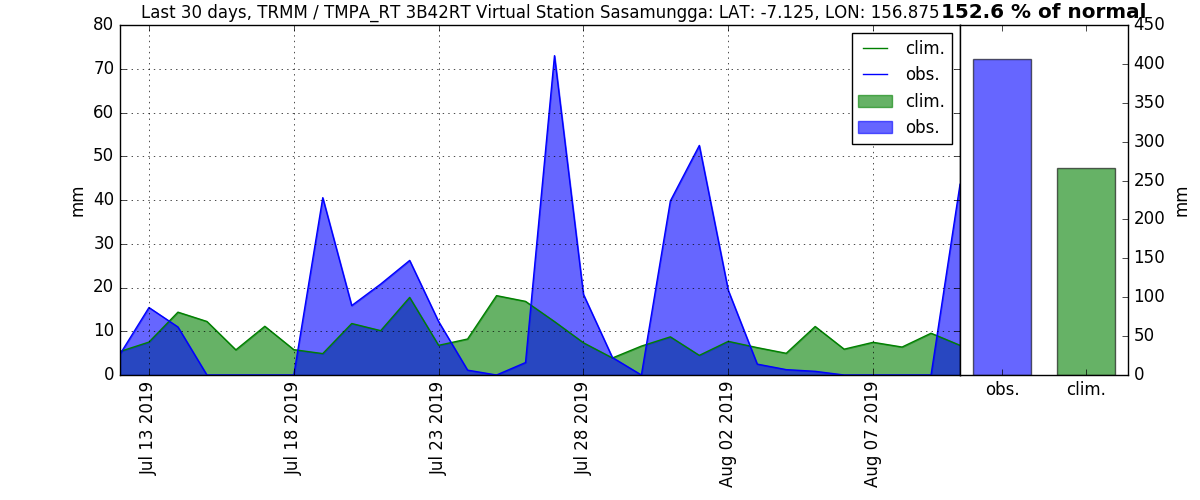 Last 30 days, TRMM / TMPA_RT 3B42RT Virtual Station Sasamungga: LAT: -7.125, LON: 156.875
152.6 % of normal
80
70
60
50
40
30
20
10
0
mm
clim.
obs.
clim.
obs.
Jul 13 2019
Jul 18 2019
Jul 23 2019
Jul 28 2019
Aug 02 2019
Aug 07 2019
450
400
350
300
250
200
150
100
50
0
mm
obs.
clim.